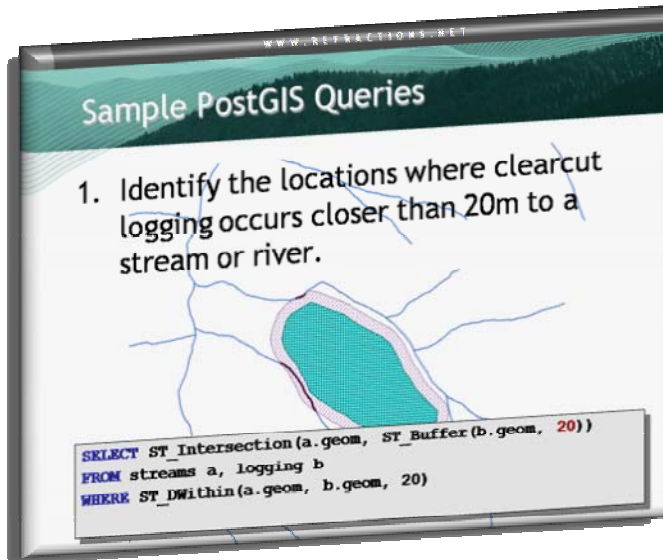 WWW.REFRACTIONS.NET
Sample PostGIS Queries
1. Identify the locations where clearcut
logging occurs closer than 20m to a
stream or river.
SELECT ST_Intersection(a.geom, ST_Buffer(b.geom, 20))
FROM streams a, logging b
WHERE ST_DWithin(a.geom, b.geom, 20)